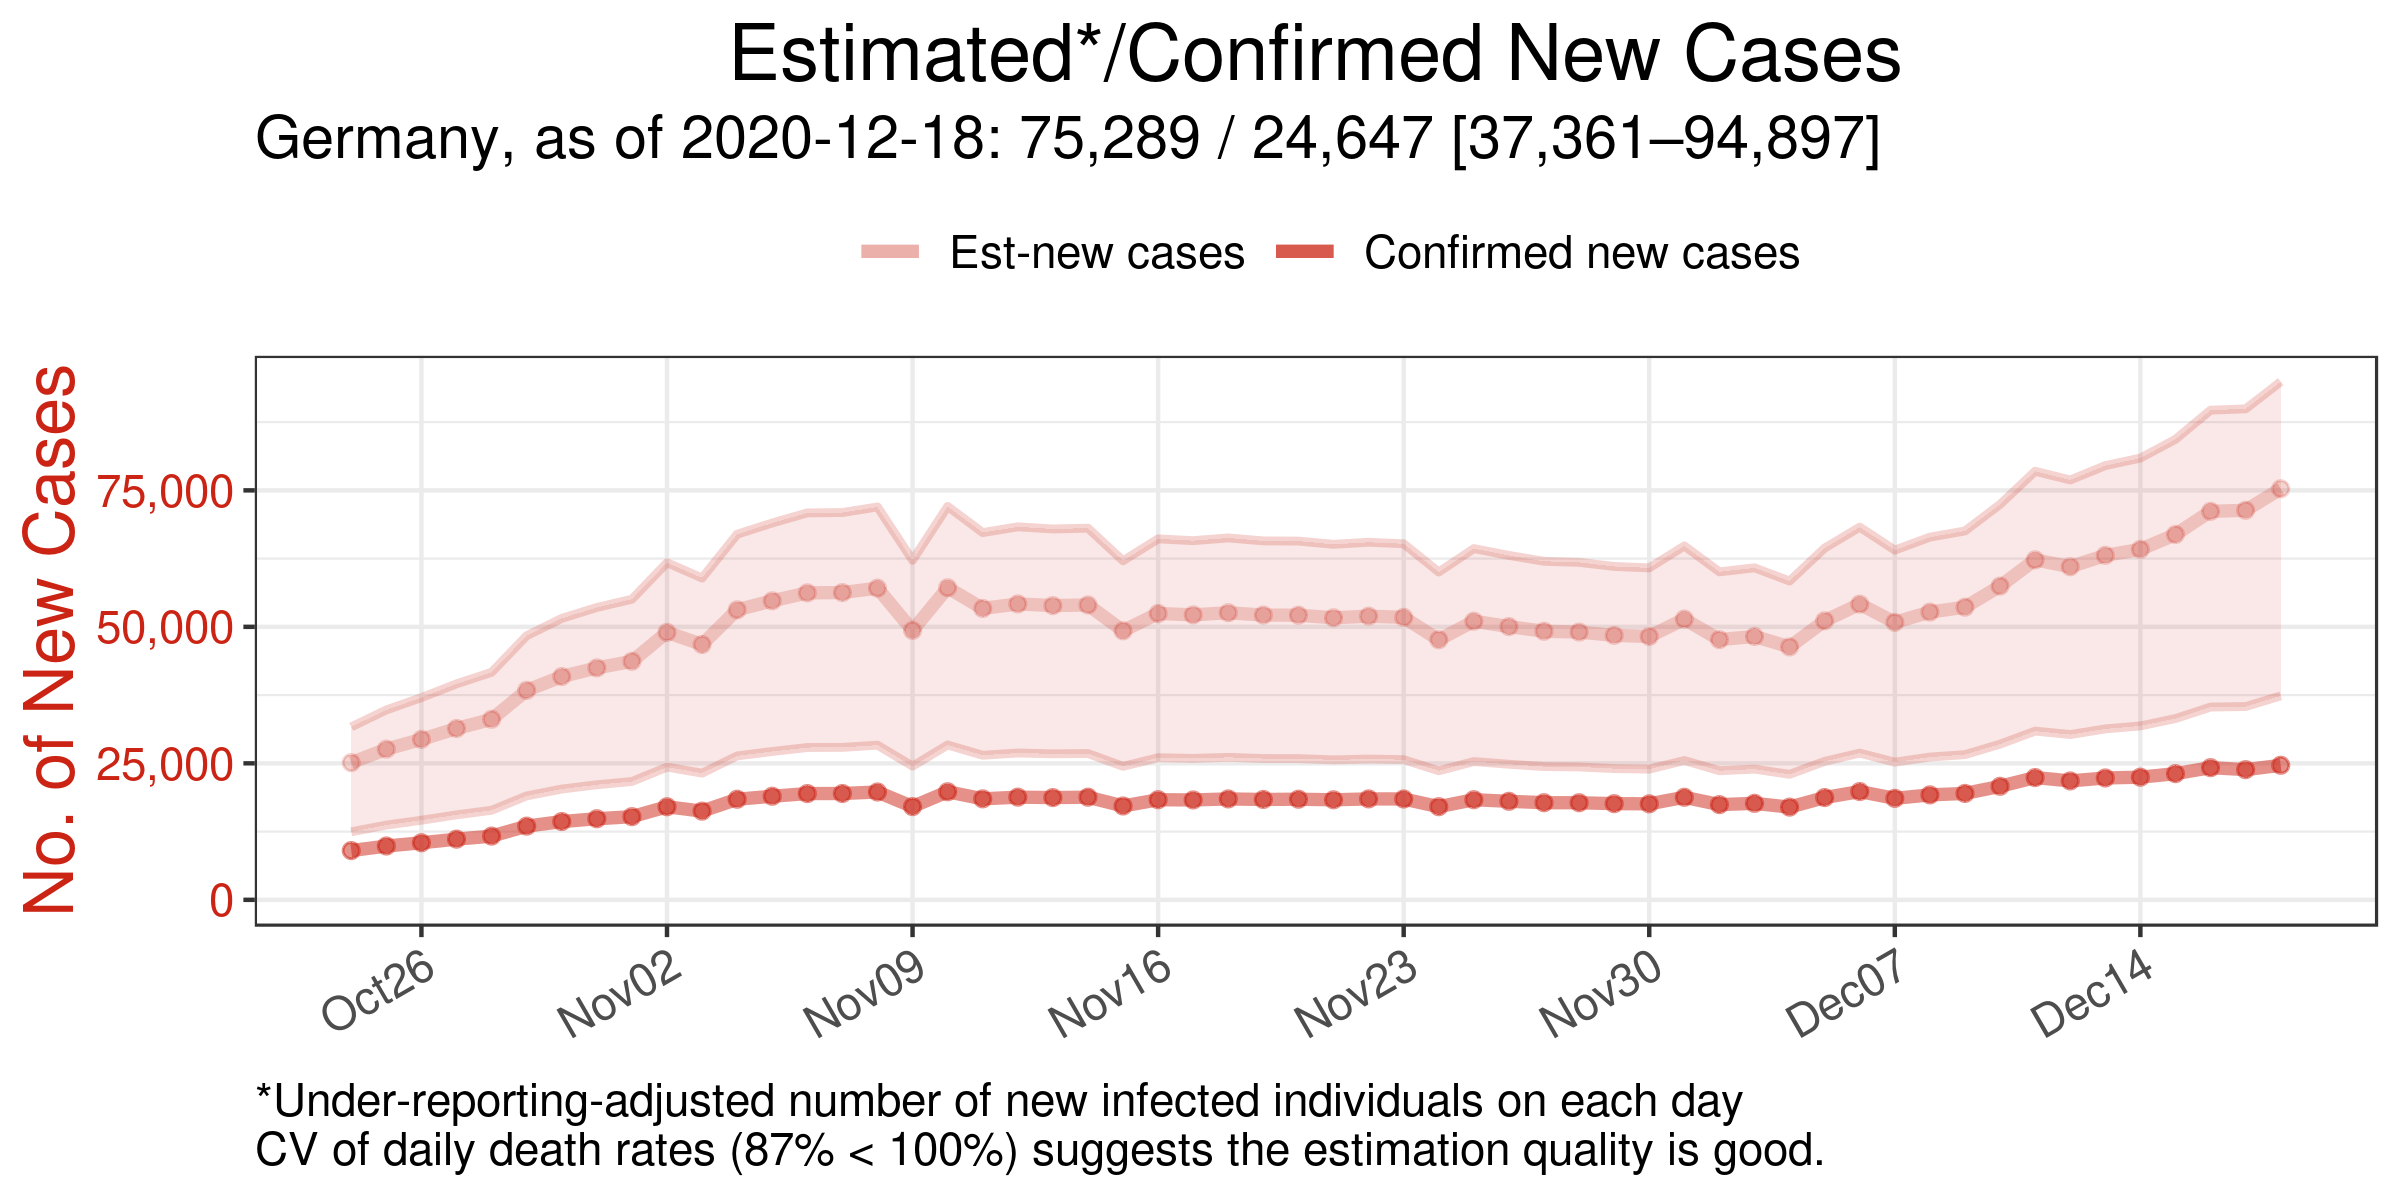 Estimated*/Confirmed New Cases
Germany, as of 2020-12-18: 75,289 / 24,647 [37,361–94,897]
Est-new cases Confirmed new cases
No. of New Cases
75,000
50,000
25,000
0
Oct26 Nov02 Nov09 Nov16 Nov23 Nov30 Dec07 Dec14
*Under-reporting-adjusted number of new infected individuals on each day
CV of daily death rates (87% < 100%) suggests the estimation quality is good.